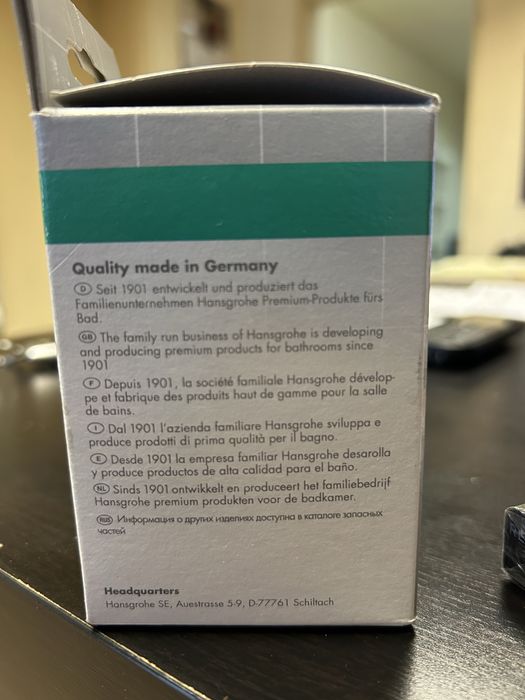 Quality made in Germany
D Seit 1901 entwickelt und produziert das
Familienunternehmen Hansgrohe Premium-Produkte fürs
Bad.
GB The family run business of Hansgrohe is developing
and producing premium products for bathrooms since
1901
F Depuis 1901, la société familiale Hansgrohe dévelop-
pe et fabrique des produits haut de gamme pour la salle
de bains.
I Dal 1901 l'azienda familiare Hansgrohe sviluppa e
produce prodotti di prima qualità per il bagno.
E Desde 1901 la empresa familiar Hansgrohe desarolla
y produce productos de alta calidad para el baño.
NL Sinds 1901 ontwikkelt en produceert het familiebedrijf
Hansgrohe premium produkten voor de badkamer.
RUS Информация о других изделиях доступна в каталоге запасных
частей
Headquarters
Hansgrohe SE, Auestrasse 5-9, D-77761 Schiltach